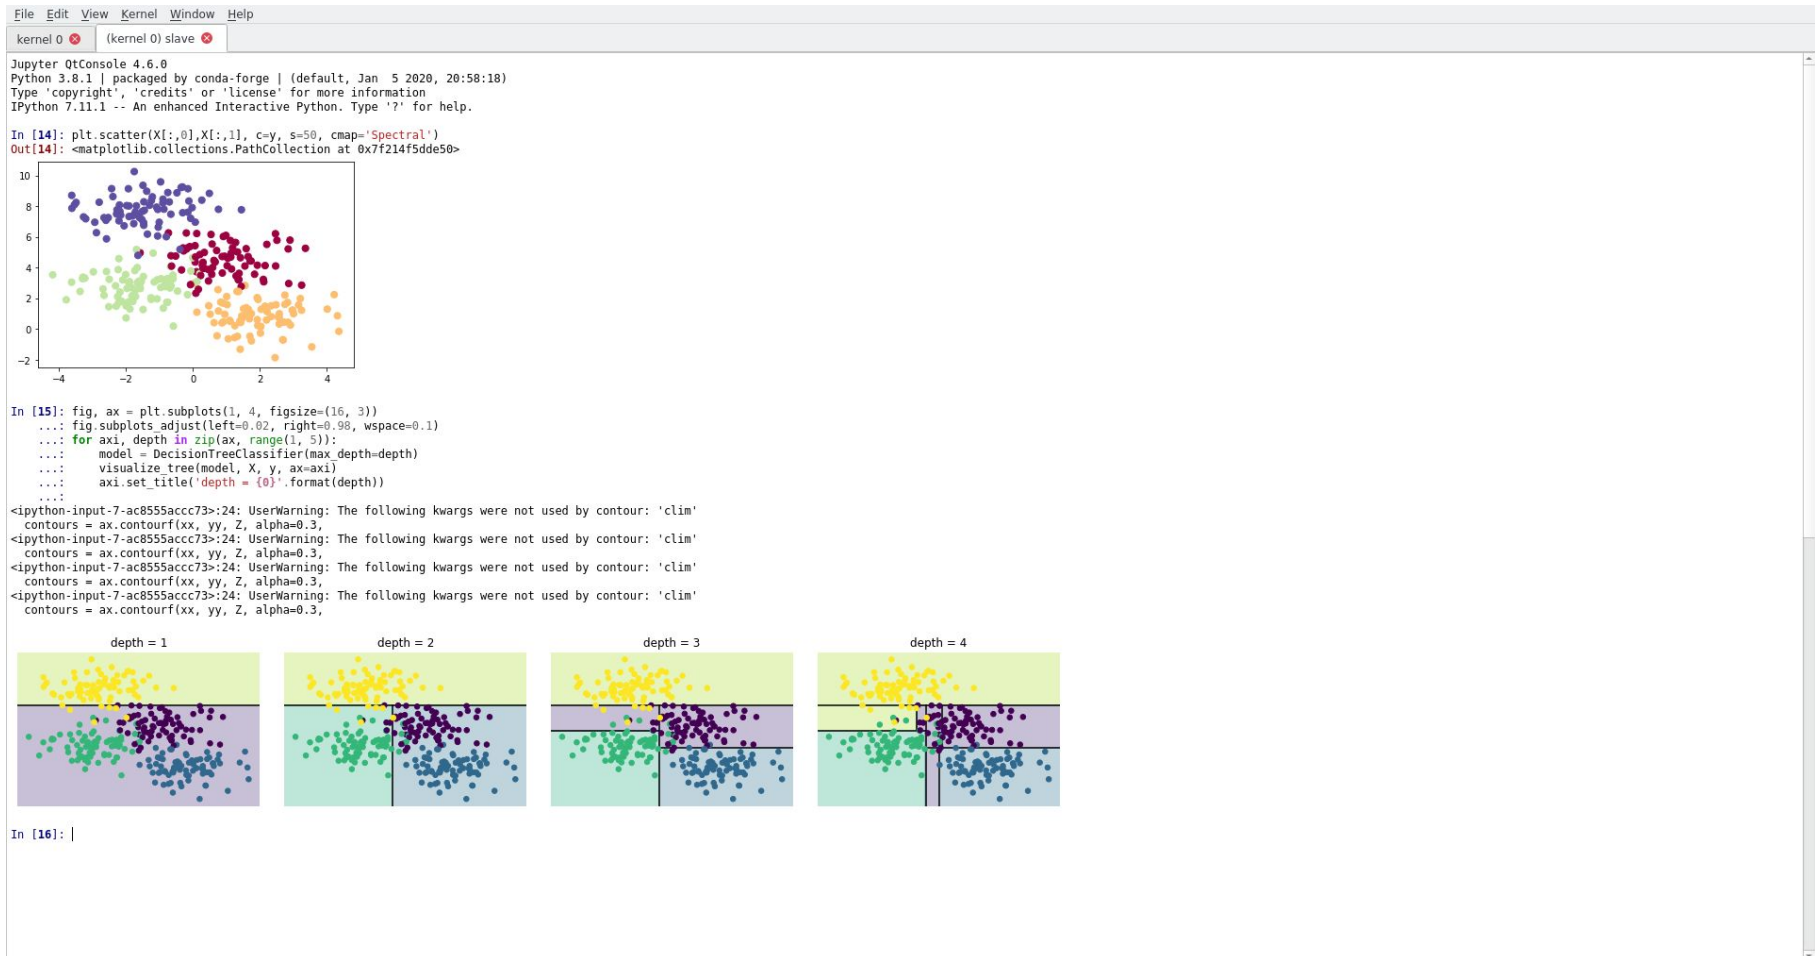 File Edit View Kernel Window Help
kernel 0 (kernel 0) slave
Jupyter QtConsole 4.6.0
Python 3.8.1 | packaged by conda-forge | (default, Jan  5 2020, 20:58:18)
Type 'copyright', 'credits' or 'license' for more information
IPython 7.11.1 -- An enhanced Interactive Python. Type '?' for help.
In [14]: plt.scatter(X[:,0],X[:,1], c=y, s=50, cmap='Spectral')
Out[14]: <matplotlib.collections.PathCollection at 0x7f214f5dde50>
10
8
6
4
2
0
−2
−4 −2 0 2 4
In [15]: fig, ax = plt.subplots(1, 4, figsize=(16, 3))
    ...: fig.subplots_adjust(left=0.02, right=0.98, wspace=0.1)
    ...: for axi, depth in zip(ax, range(1, 5)):
    ...:     model = DecisionTreeClassifier(max_depth=depth)
    ...:     visualize_tree(model, X, y, ax=axi)
    ...:     axi.set_title('depth = {0}'.format(depth))
    ...:
<ipython-input-7-ac8555accc73>:24: UserWarning: The following kwargs were not used by contour: 'clim'
  contours = ax.contourf(xx, yy, Z, alpha=0.3,
<ipython-input-7-ac8555accc73>:24: UserWarning: The following kwargs were not used by contour: 'clim'
  contours = ax.contourf(xx, yy, Z, alpha=0.3,
<ipython-input-7-ac8555accc73>:24: UserWarning: The following kwargs were not used by contour: 'clim'
  contours = ax.contourf(xx, yy, Z, alpha=0.3,
<ipython-input-7-ac8555accc73>:24: UserWarning: The following kwargs were not used by contour: 'clim'
  contours = ax.contourf(xx, yy, Z, alpha=0.3,
depth = 1 depth = 2 depth = 3 depth = 4
In [16]: